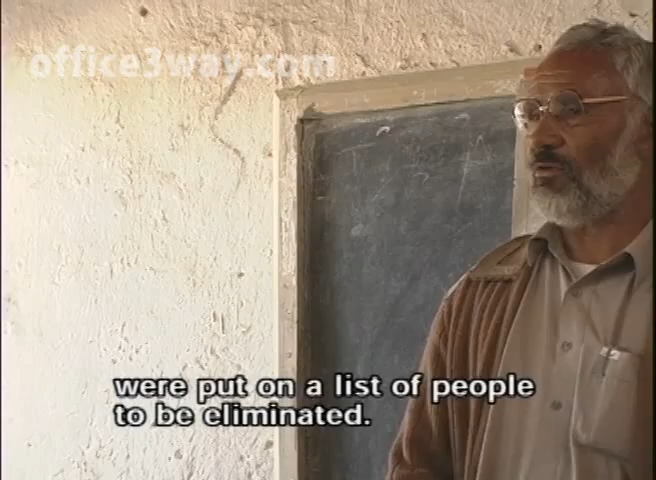 office3way.com
were put on a list of people
to be eliminated.